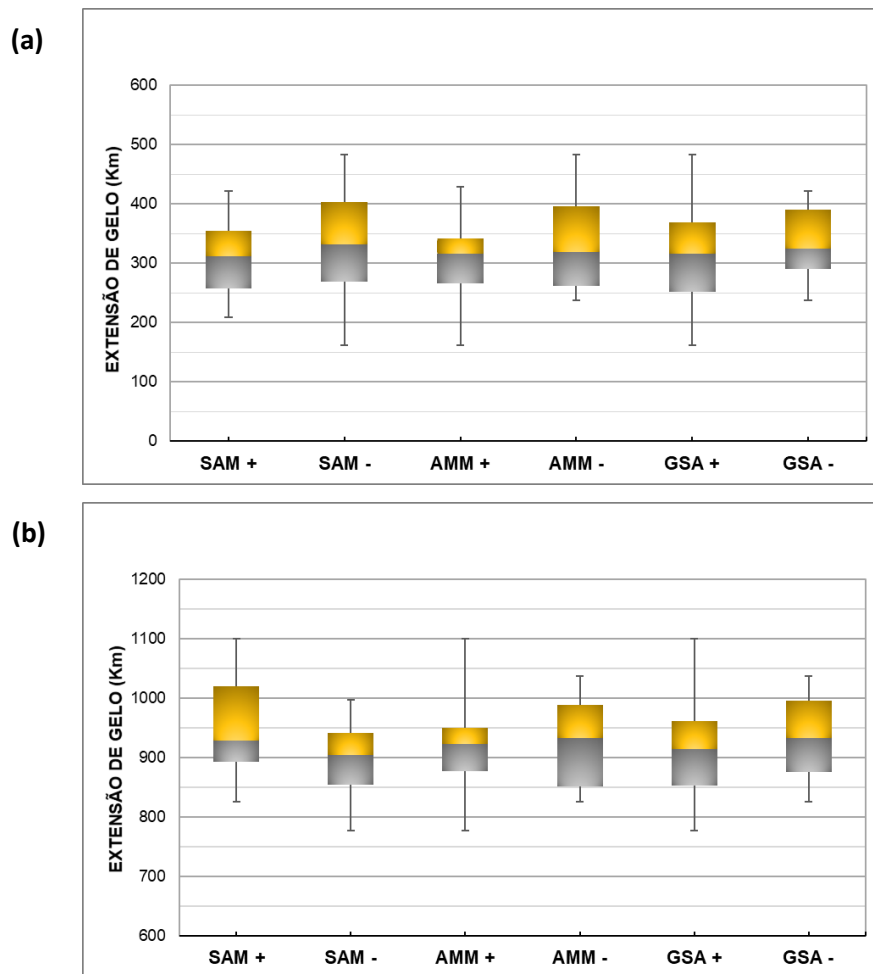 (a)
EXTENSÃO DE GELO (Km)
600
500
400
300
200
100
0
SAM + SAM - AMM + AMM - GSA + GSA -
(b)
EXTENSÃO DE GELO (Km)
1200
1100
1000
900
800
700
600
SAM + SAM - AMM + AMM - GSA + GSA -